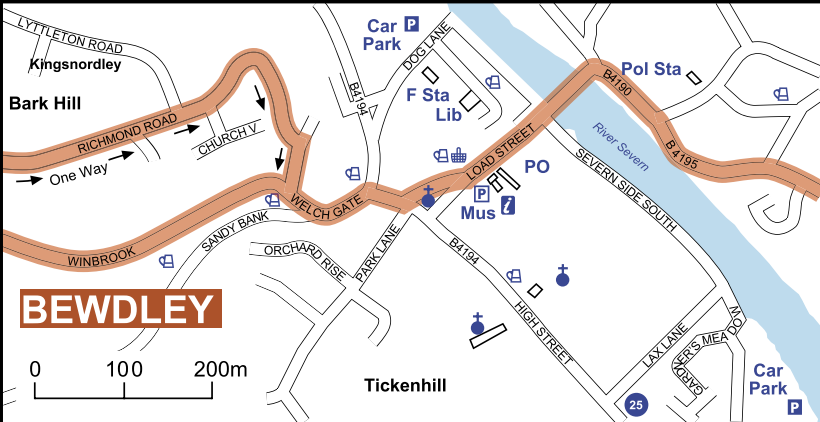 LYTTLETON ROAD
Kingsnordley
Bark Hill
RICHMOND ROAD
One Way
CHURCH V
WINBROOK
SANDY BANK
ORCHARD RISE
WELCH GATE
PARK LANE
B4194
DOG LANE
Car
Park
P
F Sta
Lib
LOAD STREET
PO
P
Mus
i
B4190
Pol Sta
B 4195
River Severn
SEVERN SIDE SOUTH
B4194
HIGH STREET
LAX LANE
GARDNER'S MEADOW
Car
Park
P
25
Tickenhill
BEWDLEY
0 100 200m